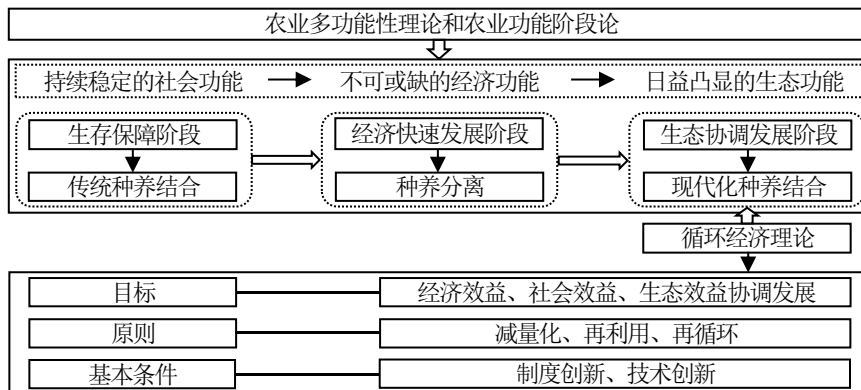 农业多功能性理论和农业功能阶段论
持续稳定的社会功能 不可或缺的经济功能 日益凸显的生态功能
生存保障阶段 经济快速发展阶段 生态协调发展阶段
传统种养结合 种养分离 现代化种养结合
循环经济理论
目标 经济效益、社会效益、生态效益协调发展
原则 减量化、再利用、再循环
基本条件 制度创新、技术创新